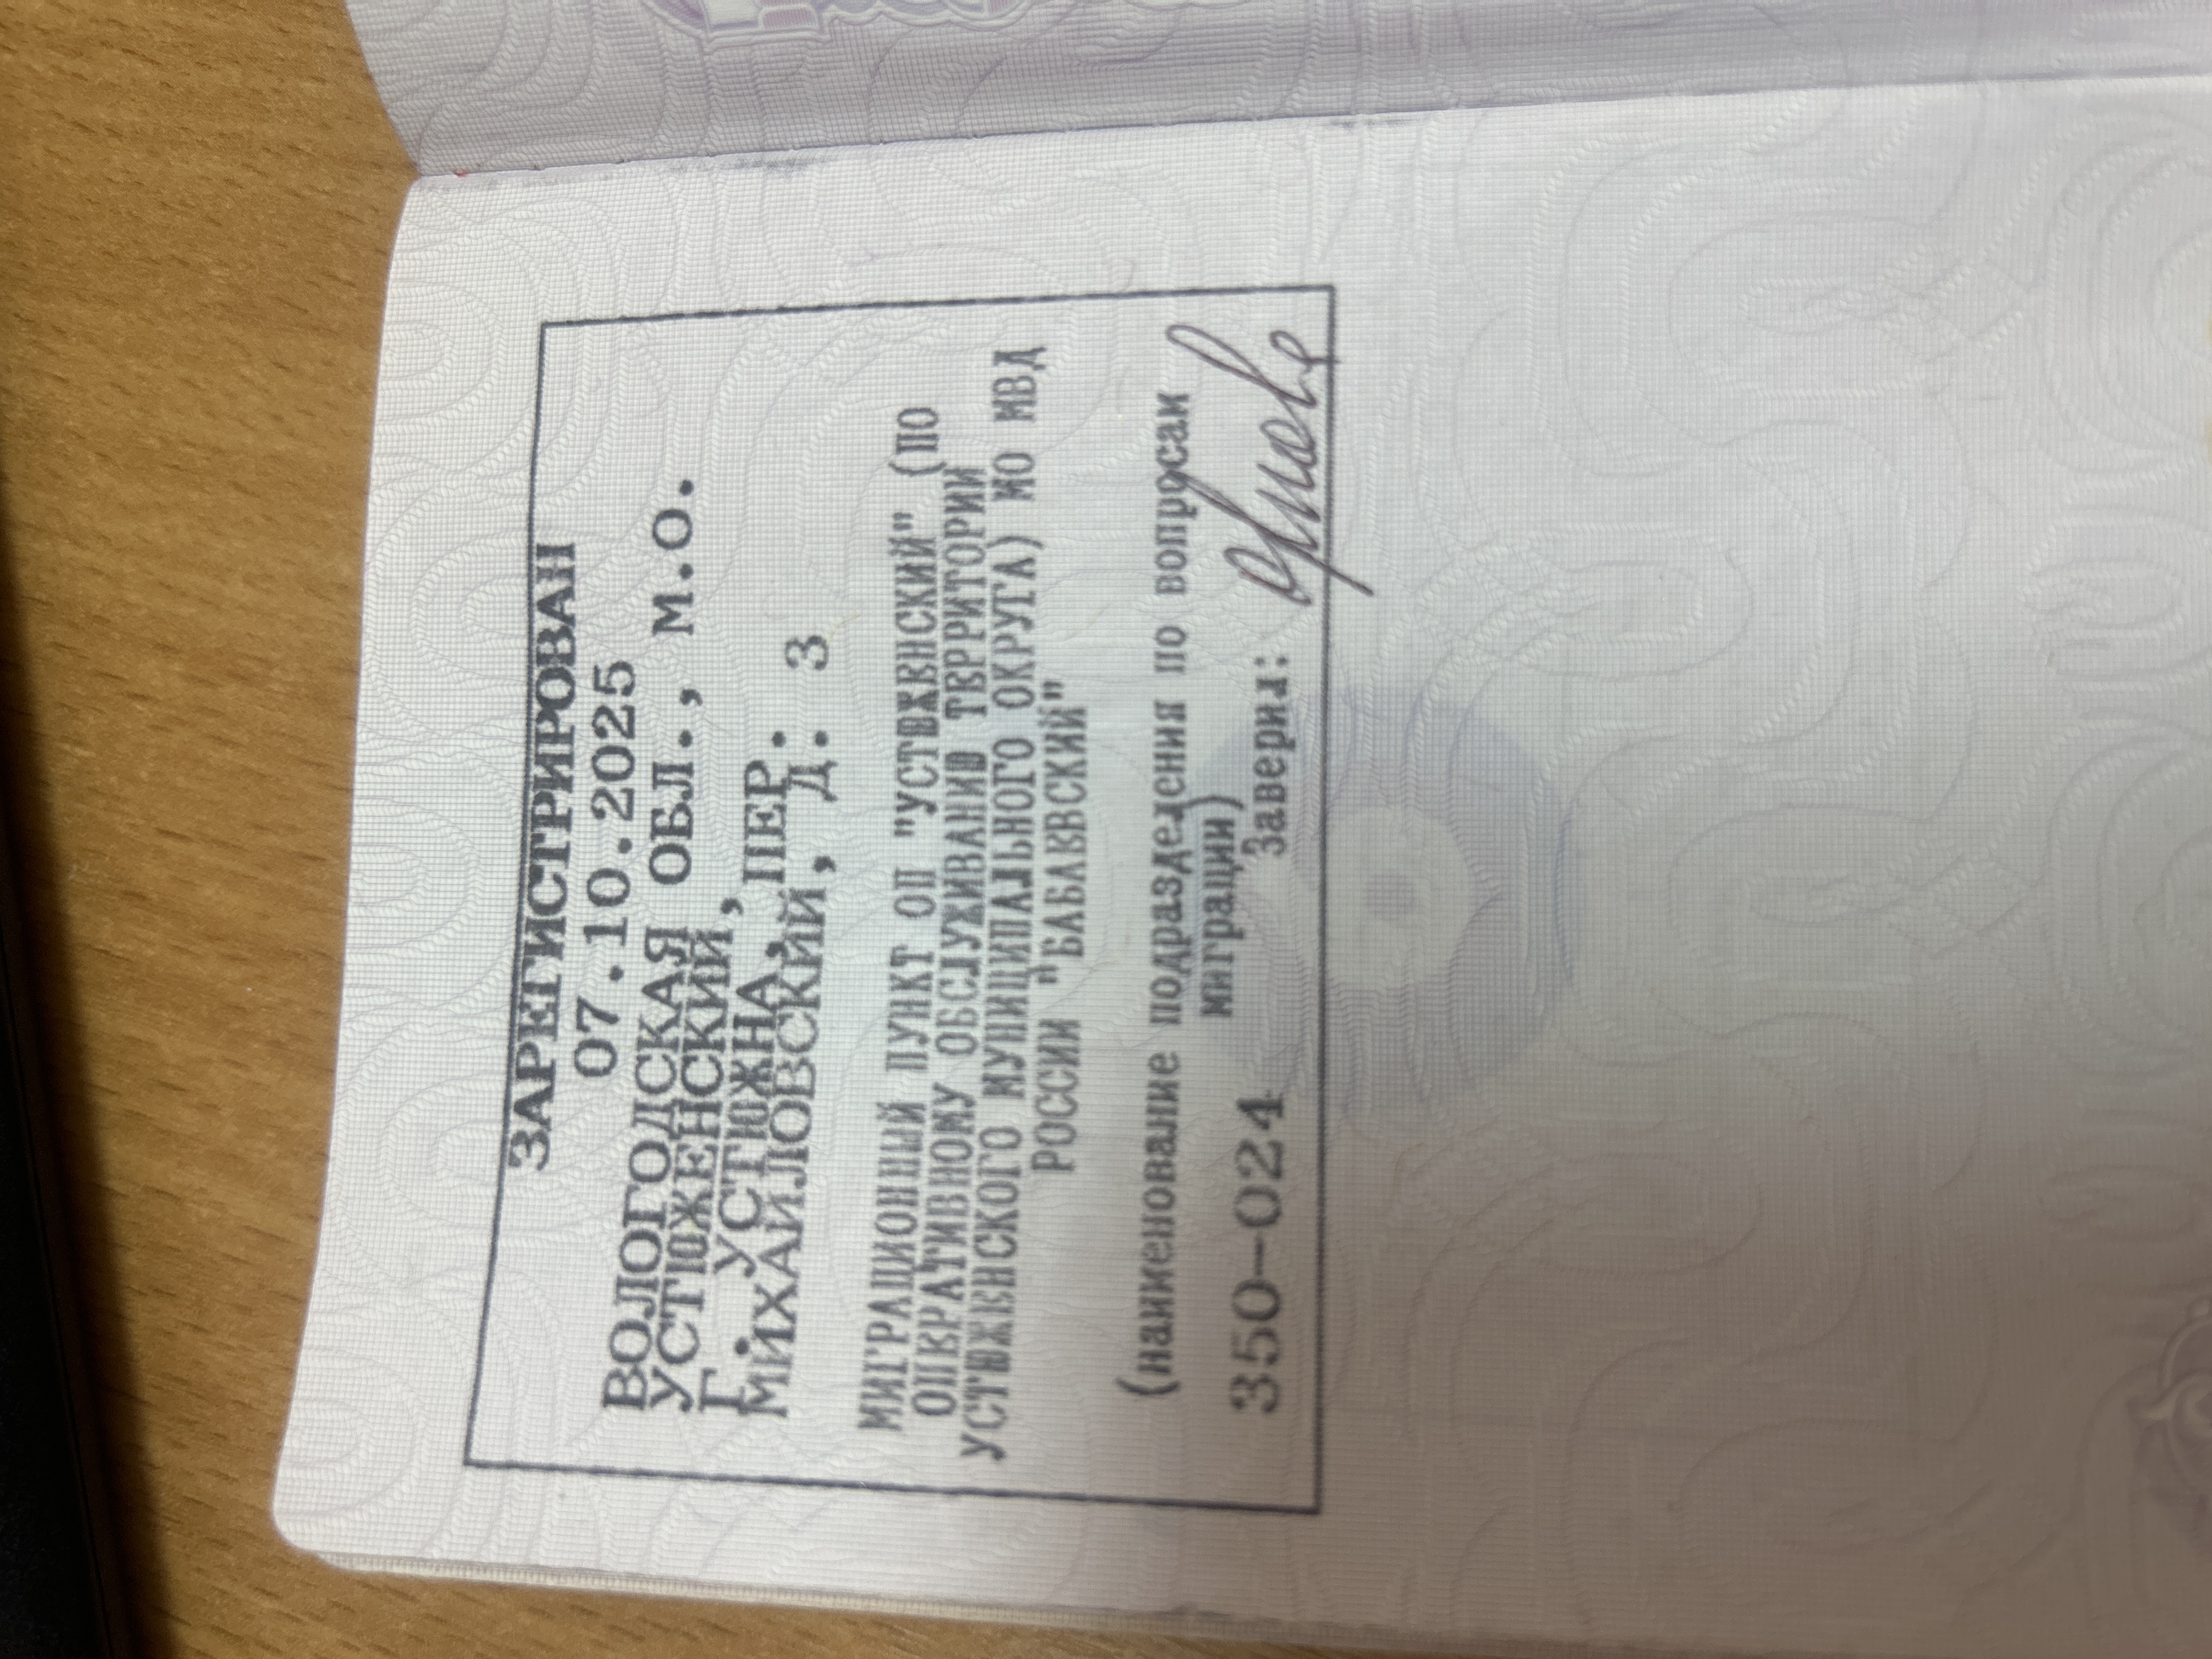 ЗАРЕГИСТРИРОВАН
07.10.2025
ВОЛОГОДСКАЯ ОБЛ., М.О.
УСТЮЖЕНСКИЙ,
Г. УСТЮЖНА, ПЕР.
МИХАЙЛОВСКИЙ, Д. 3
МИГРАЦИОННЫЙ ПУНКТ ОП "УСТЮЖЕНСКИЙ" (ПО
ОПЕРАТИВНОМУ ОБСЛУЖИВАНИЮ ТЕРРИТОРИИ
УСТЮЖЕНСКОГО МУНИЦИПАЛЬНОГО ОКРУГА) МО МВД
РОССИИ "БАБАЕВСКИЙ"
(наименование подразделения по вопросам
миграции)
350-024 Заверил: